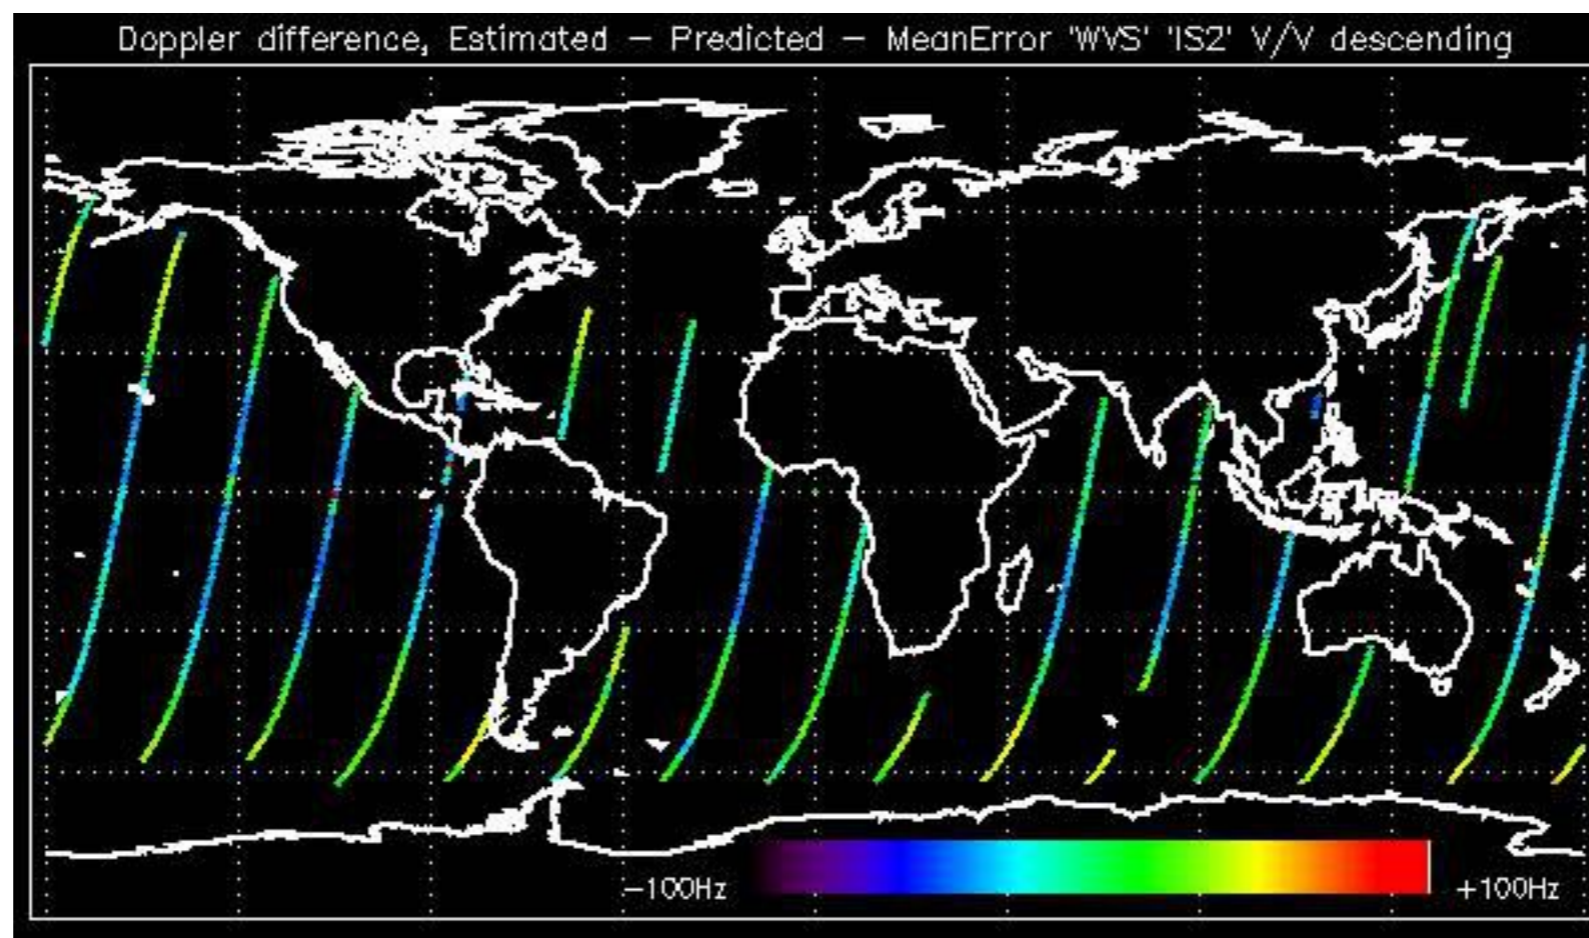 Doppler difference, Estimated – Predicted – MeanError 'WVS' 'IS2' V/V descending
–100Hz
+100Hz